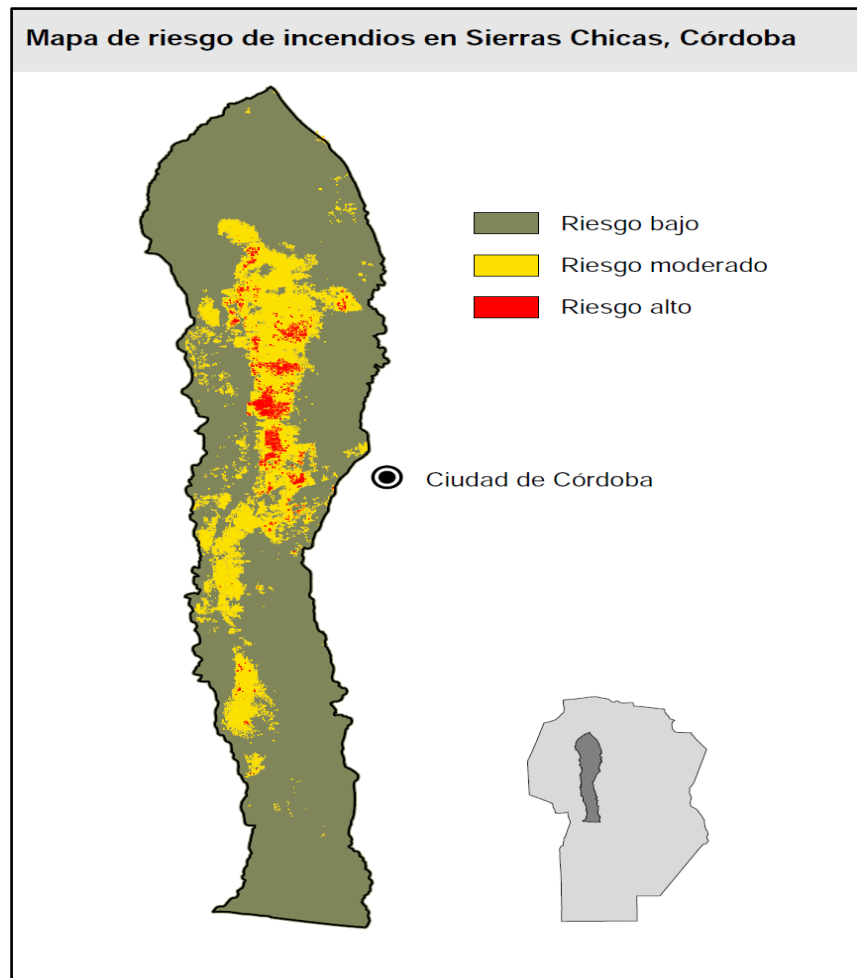 Mapa de riesgo de incendios en Sierras Chicas, Córdoba
Riesgo bajo
Riesgo moderado
Riesgo alto
Ciudad de Córdoba